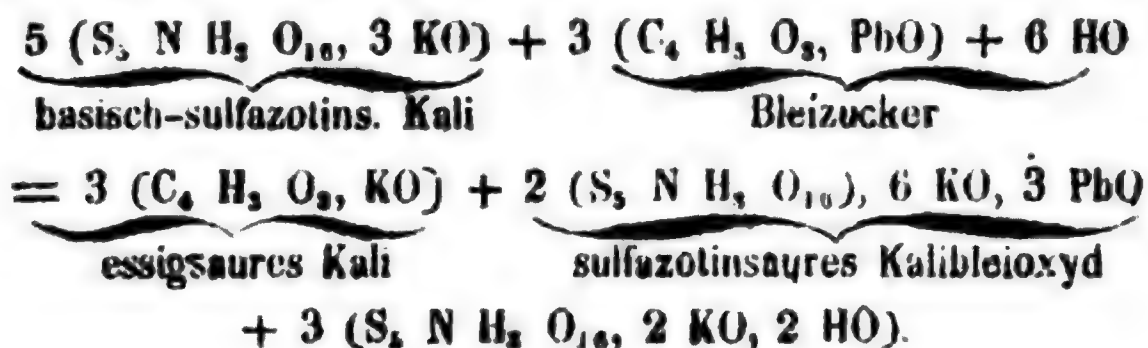 5 (S₅ N H₃ O₁₆, 3 KO) + 3 (C₄ H₃ O₃, PbO) + 6 HO
basisch-sulfazotins. Kali Bleizucker
= 3 (C₄ H₃ O₃, KO) + 2 (S₅ N H₃ O₁₆), 6 KO, 3 PbO
essigsaures Kali sulfazotinsaures Kalibleioxyd
+ 3 (S₅ N H₃ O₁₆, 2 KO, 2 HO).